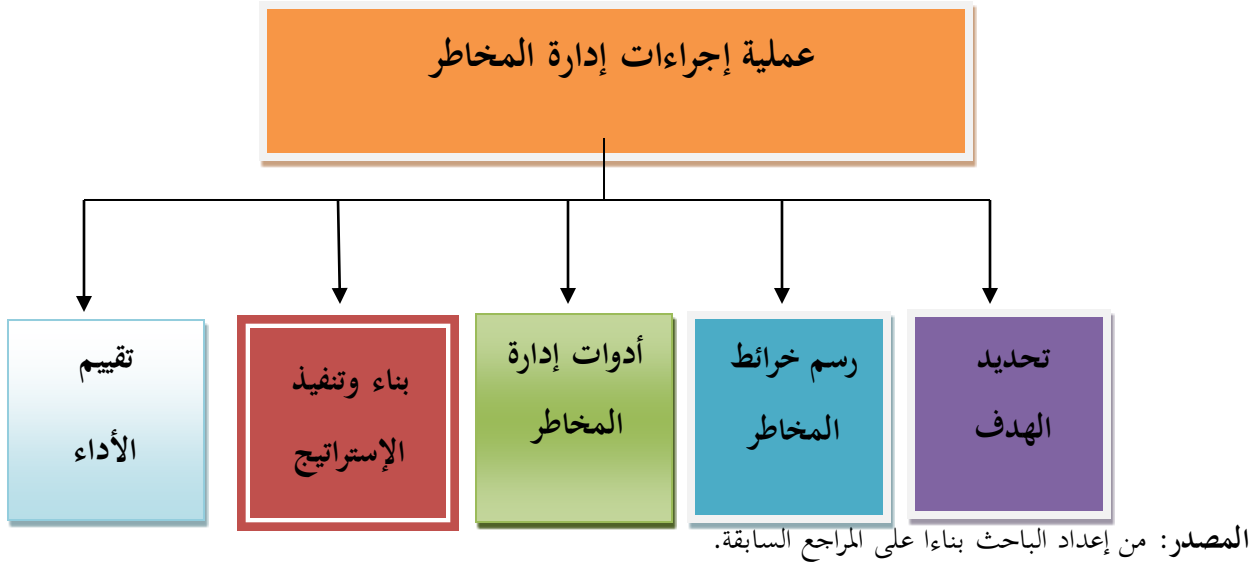 عملية إجراءات إدارة المخاطر
تحديد
الهدف
رسم خرائط
المخاطر
أدوات إدارة
المخاطر
بناء وتنفيذ
الإستراتيج
تقييم
الأداء
المصدر: من إعداد الباحث بناءا على المراجع السابقة.